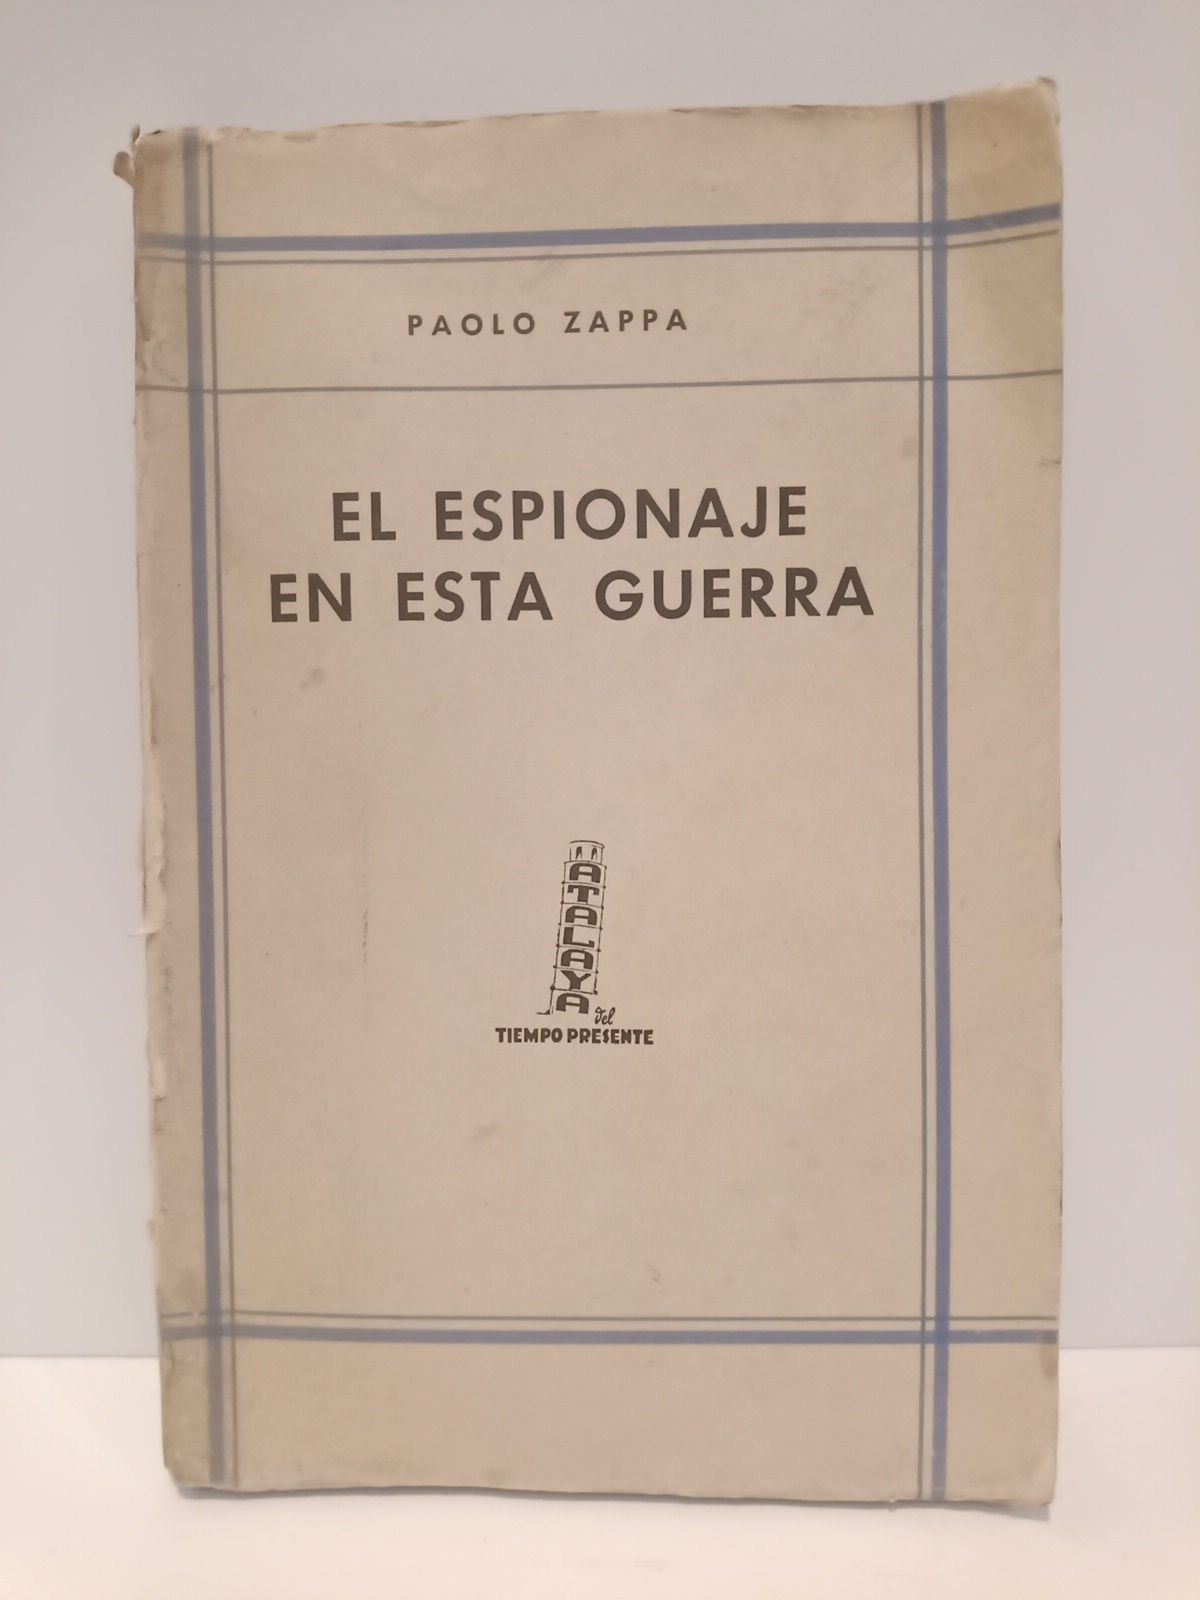 PAOLO ZAPPA
EL ESPIONAJE
EN ESTA GUERRA
ATALAYA
del
TIEMPO PRESENTE